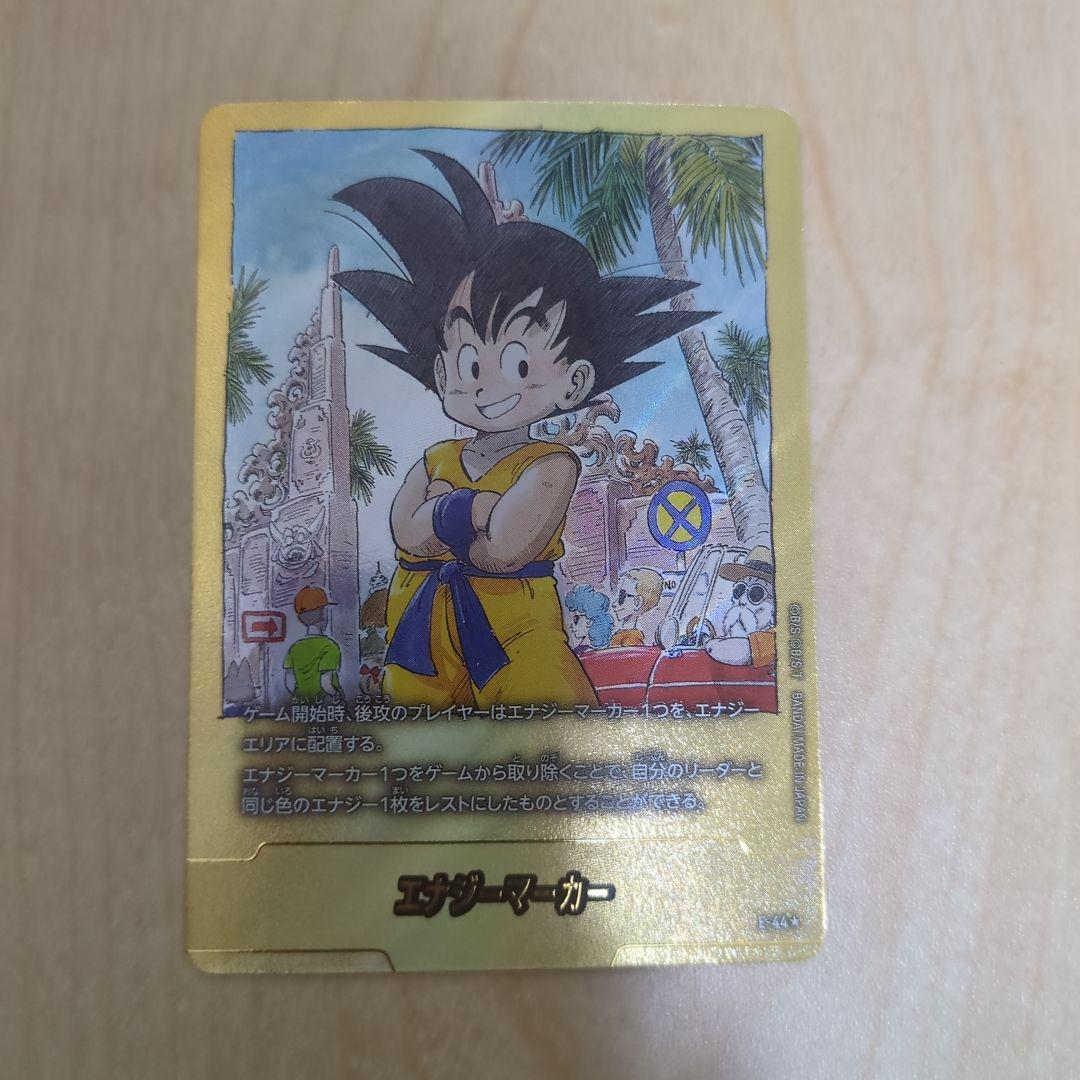 NO
ゲーム開始時、後攻のプレイヤーはエナジーマーカー1つを、エナジー
エリアに配置する。
エナジーマーカー1つをゲームから取り除くことで、自分のリーダーと
同じ色のエナジー1枚をレストにしたものとすることができる。
エナジーマーカー
E-44★
©B/S ©B/S,T BANDAI MADE IN JAPAN